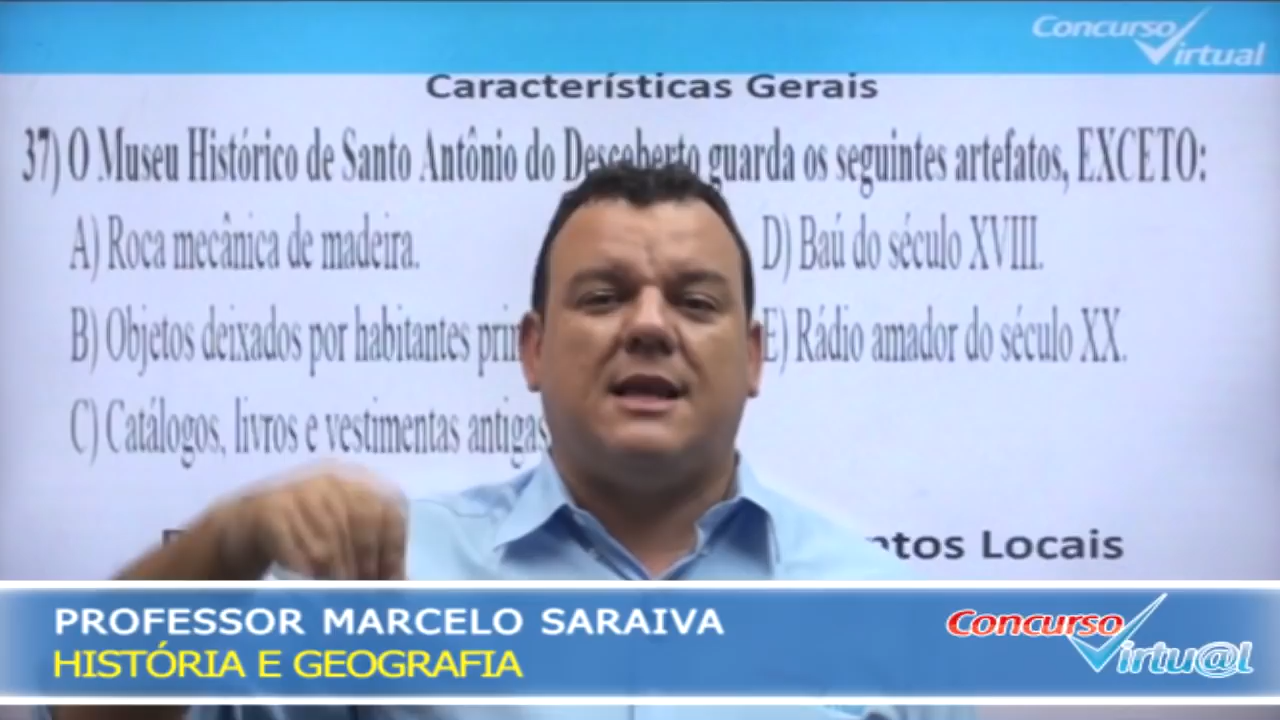 Concurso Virtual
Características Gerais
37) O Museu Histórico de Santo Antônio do Descoberto guarda os seguintes artefatos, EXCETO:
A) Roca mecânica de madeira.
D) Baú do século XVIII.
B) Objetos deixados por habitantes
E) Rádio amador do século XX.
C) Catálogos, livros e vestimentas antigas
Locais
PROFESSOR MARCELO SARAIVA
HISTÓRIA E GEOGRAFIA
Concurso Virtu@l